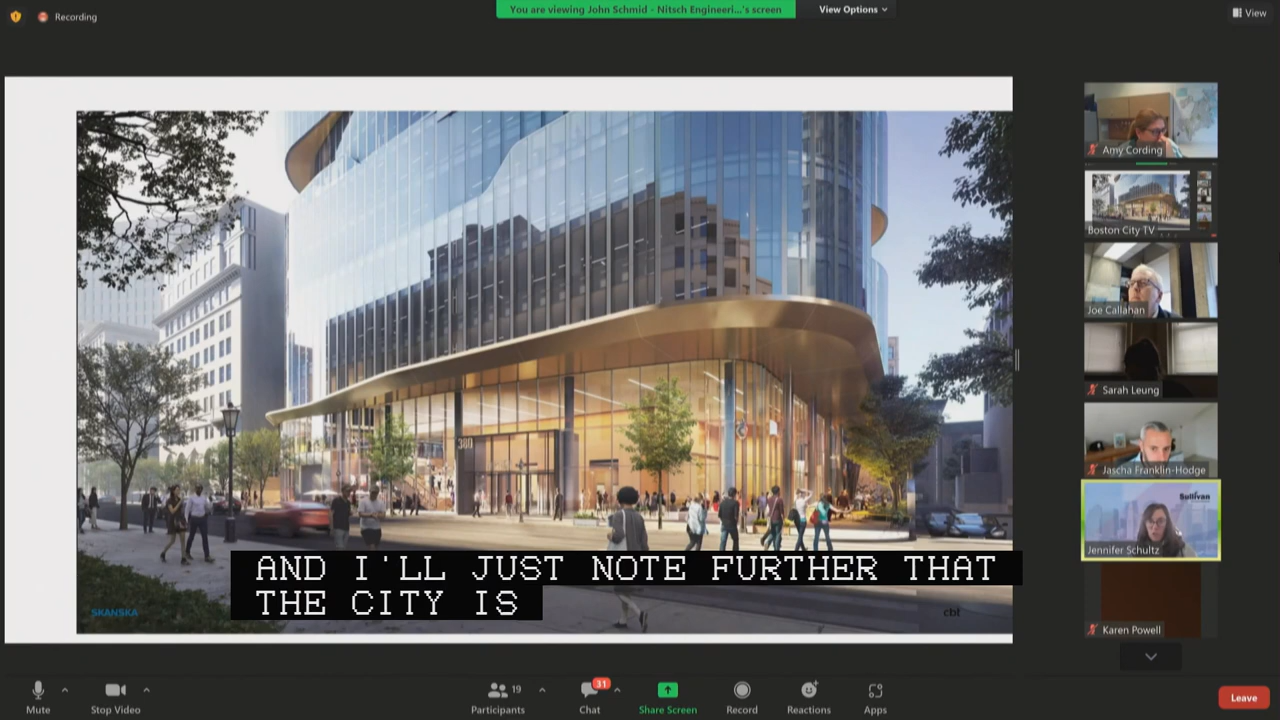 Recording
You are viewing John Schmid - Nitsch Engineeri...'s screen
View Options
View
Amy Cording
Boston City TV
Joe Callahan
Sarah Leung
Jascha Franklin-Hodge
Sullivan
Jennifer Schultz
Karen Powell
380
AND I'LL JUST NOTE FURTHER THAT
THE CITY IS
SKANSKA
cbt
Mute
Stop Video
Participants
19
Chat
31
Share Screen
Record
Reactions
Apps
Leave